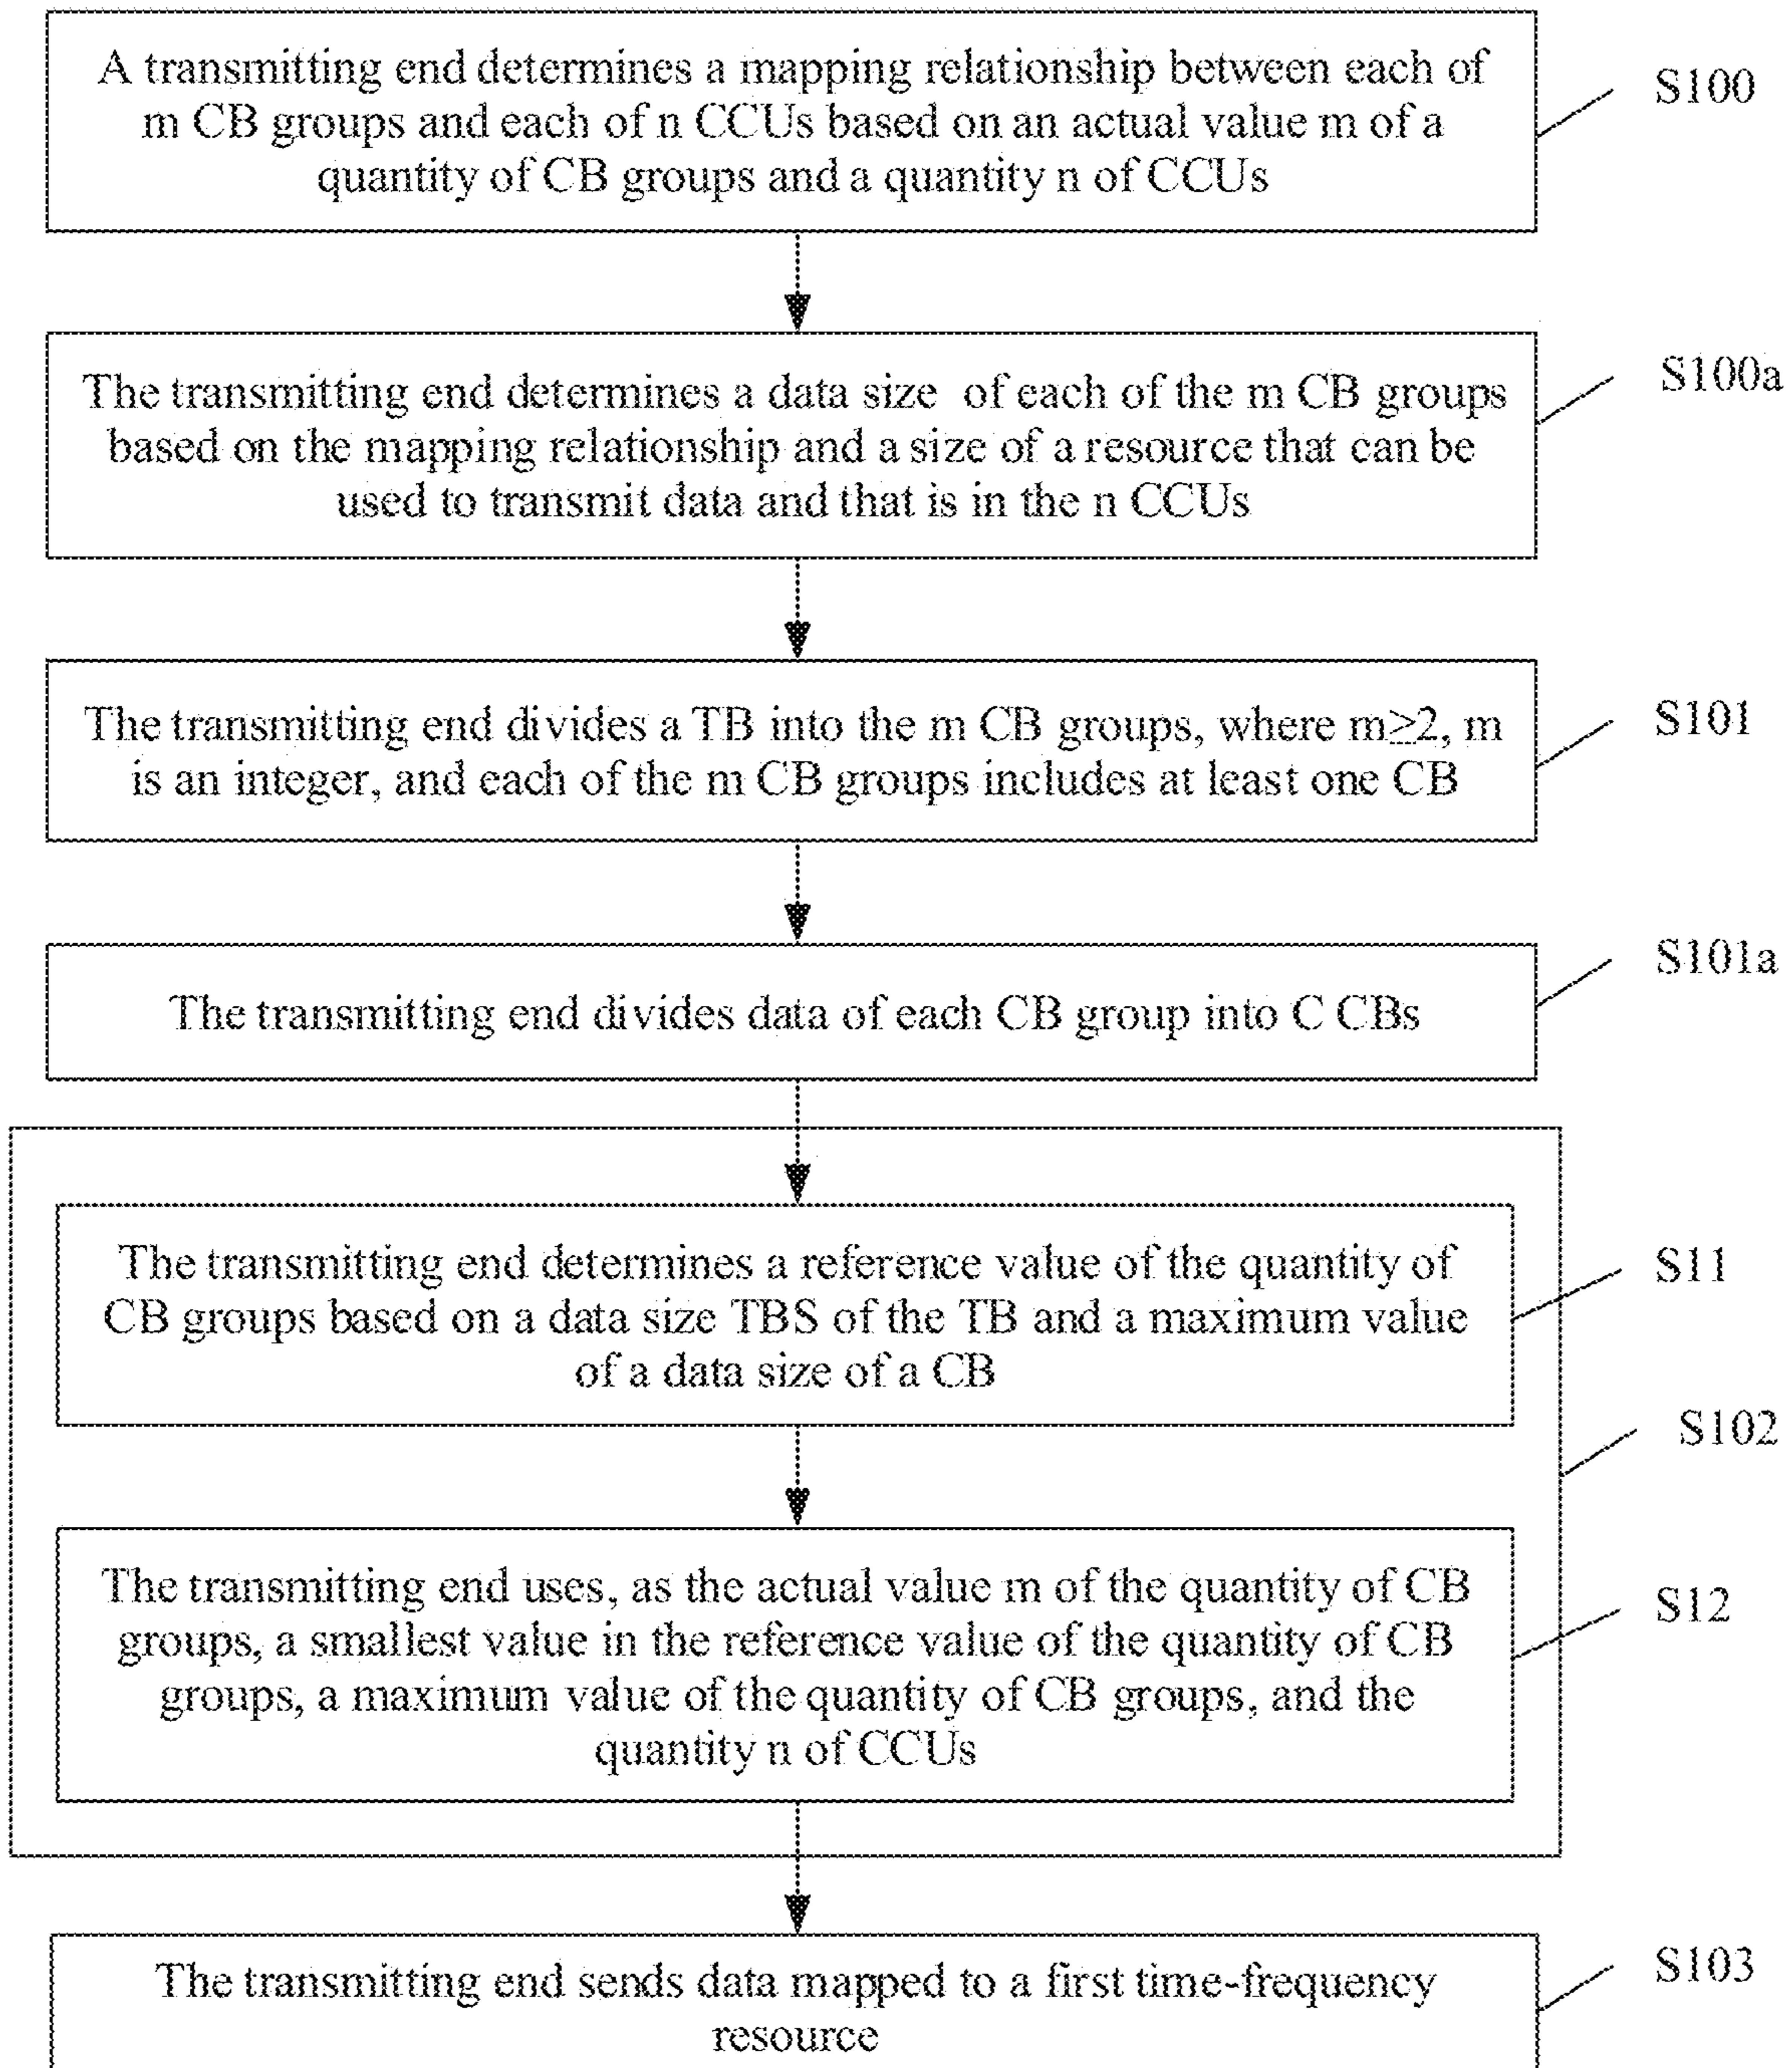 A transmitting end determines a mapping relationship between each of
m CB groups and each of n CCUs based on an actual value m of a
quantity of CB groups and a quantity n of CCUs
S100
The transmitting end determines a data size of each of the m CB groups
based on the mapping relationship and a size of a resource that can be
used to transmit data and that is in the n CCUs
S100a
The transmitting end divides a TB into the m CB groups, where m≥2, m
is an integer, and each of the m CB groups includes at least one CB
S101
The transmitting end divides data of each CB group into C CBs
S101a
The transmitting end determines a reference value of the quantity of
CB groups based on a data size TBS of the TB and a maximum value
of a data size of a CB
S11
S102
The transmitting end uses, as the actual value m of the quantity of CB
groups, a smallest value in the reference value of the quantity of CB
groups, a maximum value of the quantity of CB groups, and the
quantity n of CCUs
S12
The transmitting end sends data mapped to a first time-frequency
resource
S103